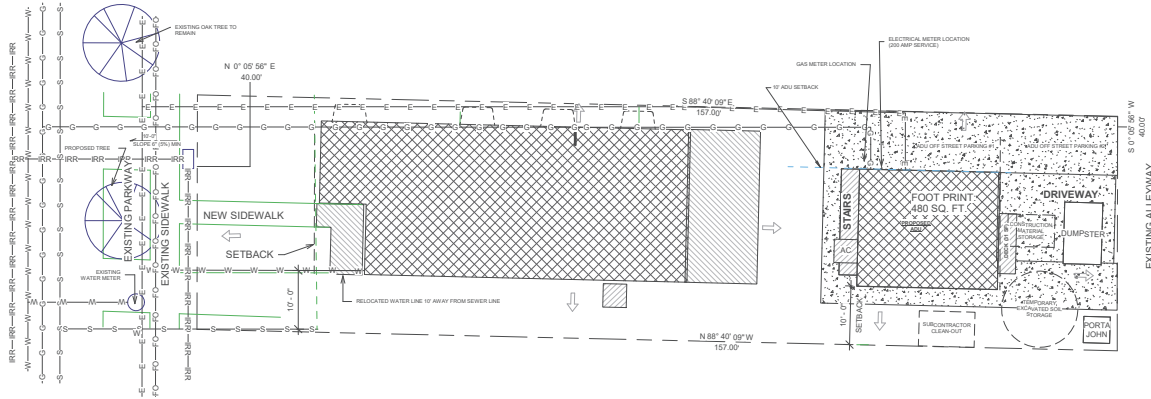 EXISTING OAK TREE TO
REMAIN
N 0° 05' 56" E
40.00'
ELECTRICAL METER LOCATION
(200 AMP SERVICE)
GAS METER LOCATION
10' ADU SETBACK
S 88° 40' 09" E
157.00'
S 0° 05' 56" W
40.00'
PROPOSED TREE
10'-0"
SLOPE 6" (5%) MIN
ADU OFF STREET PARKING #1
ADU OFF STREET PARKING #2
EXISTING PARKWAY
EXISTING SIDEWALK
NEW SIDEWALK
SETBACK
STAIRS
AC
FOOT PRINT:
480 SQ. FT.
PROPOSED
ADU
DRIVEWAY
CONSTRUCTION
MATERIAL
STORAGE
DUMPSTER
EXISTING ALLEYWAY
EXISTING
WATER METER
RELOCATED WATER LINE 10' AWAY FROM SEWER LINE
10' - 0"
10' - 0"
SETBACK
N 88° 40' 09" W
157.00'
SUBCONTRACTOR
CLEAN-OUT
TEMPORARY
EXCAVATED SOIL
STORAGE
PORTA
JOHN